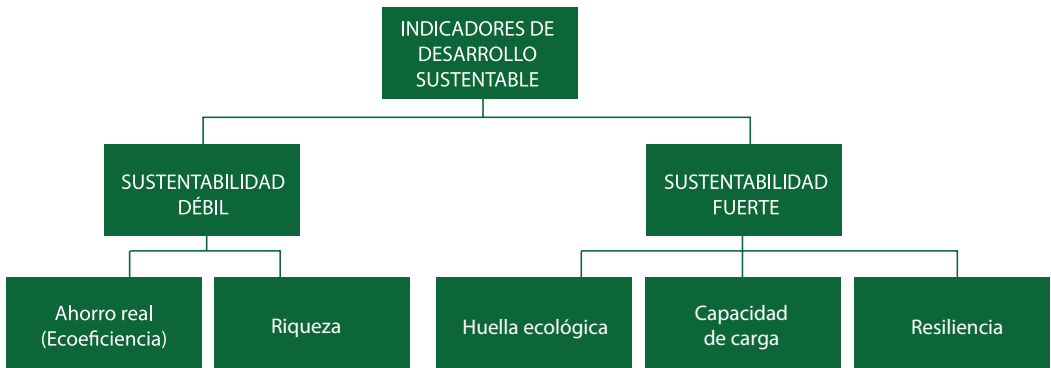 INDICADORES DE
DESARROLLO
SUSTENTABLE
SUSTENTABILIDAD
DÉBIL
SUSTENTABILIDAD
FUERTE
Ahorro real
(Ecoeficiencia)
Riqueza
Huella ecológica
Capacidad
de carga
Resiliencia